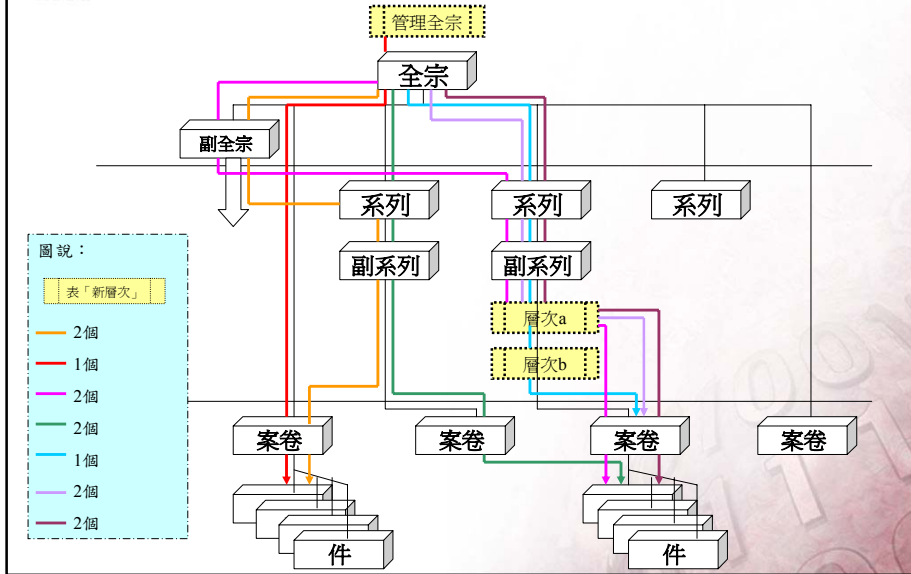 管理全宗
全宗
副全宗
系列
系列
系列
副系列
副系列
圖說：
表「新層次」
層次a
層次b
2個
1個
2個
2個
1個
2個
2個
案卷
案卷
案卷
案卷
件
件